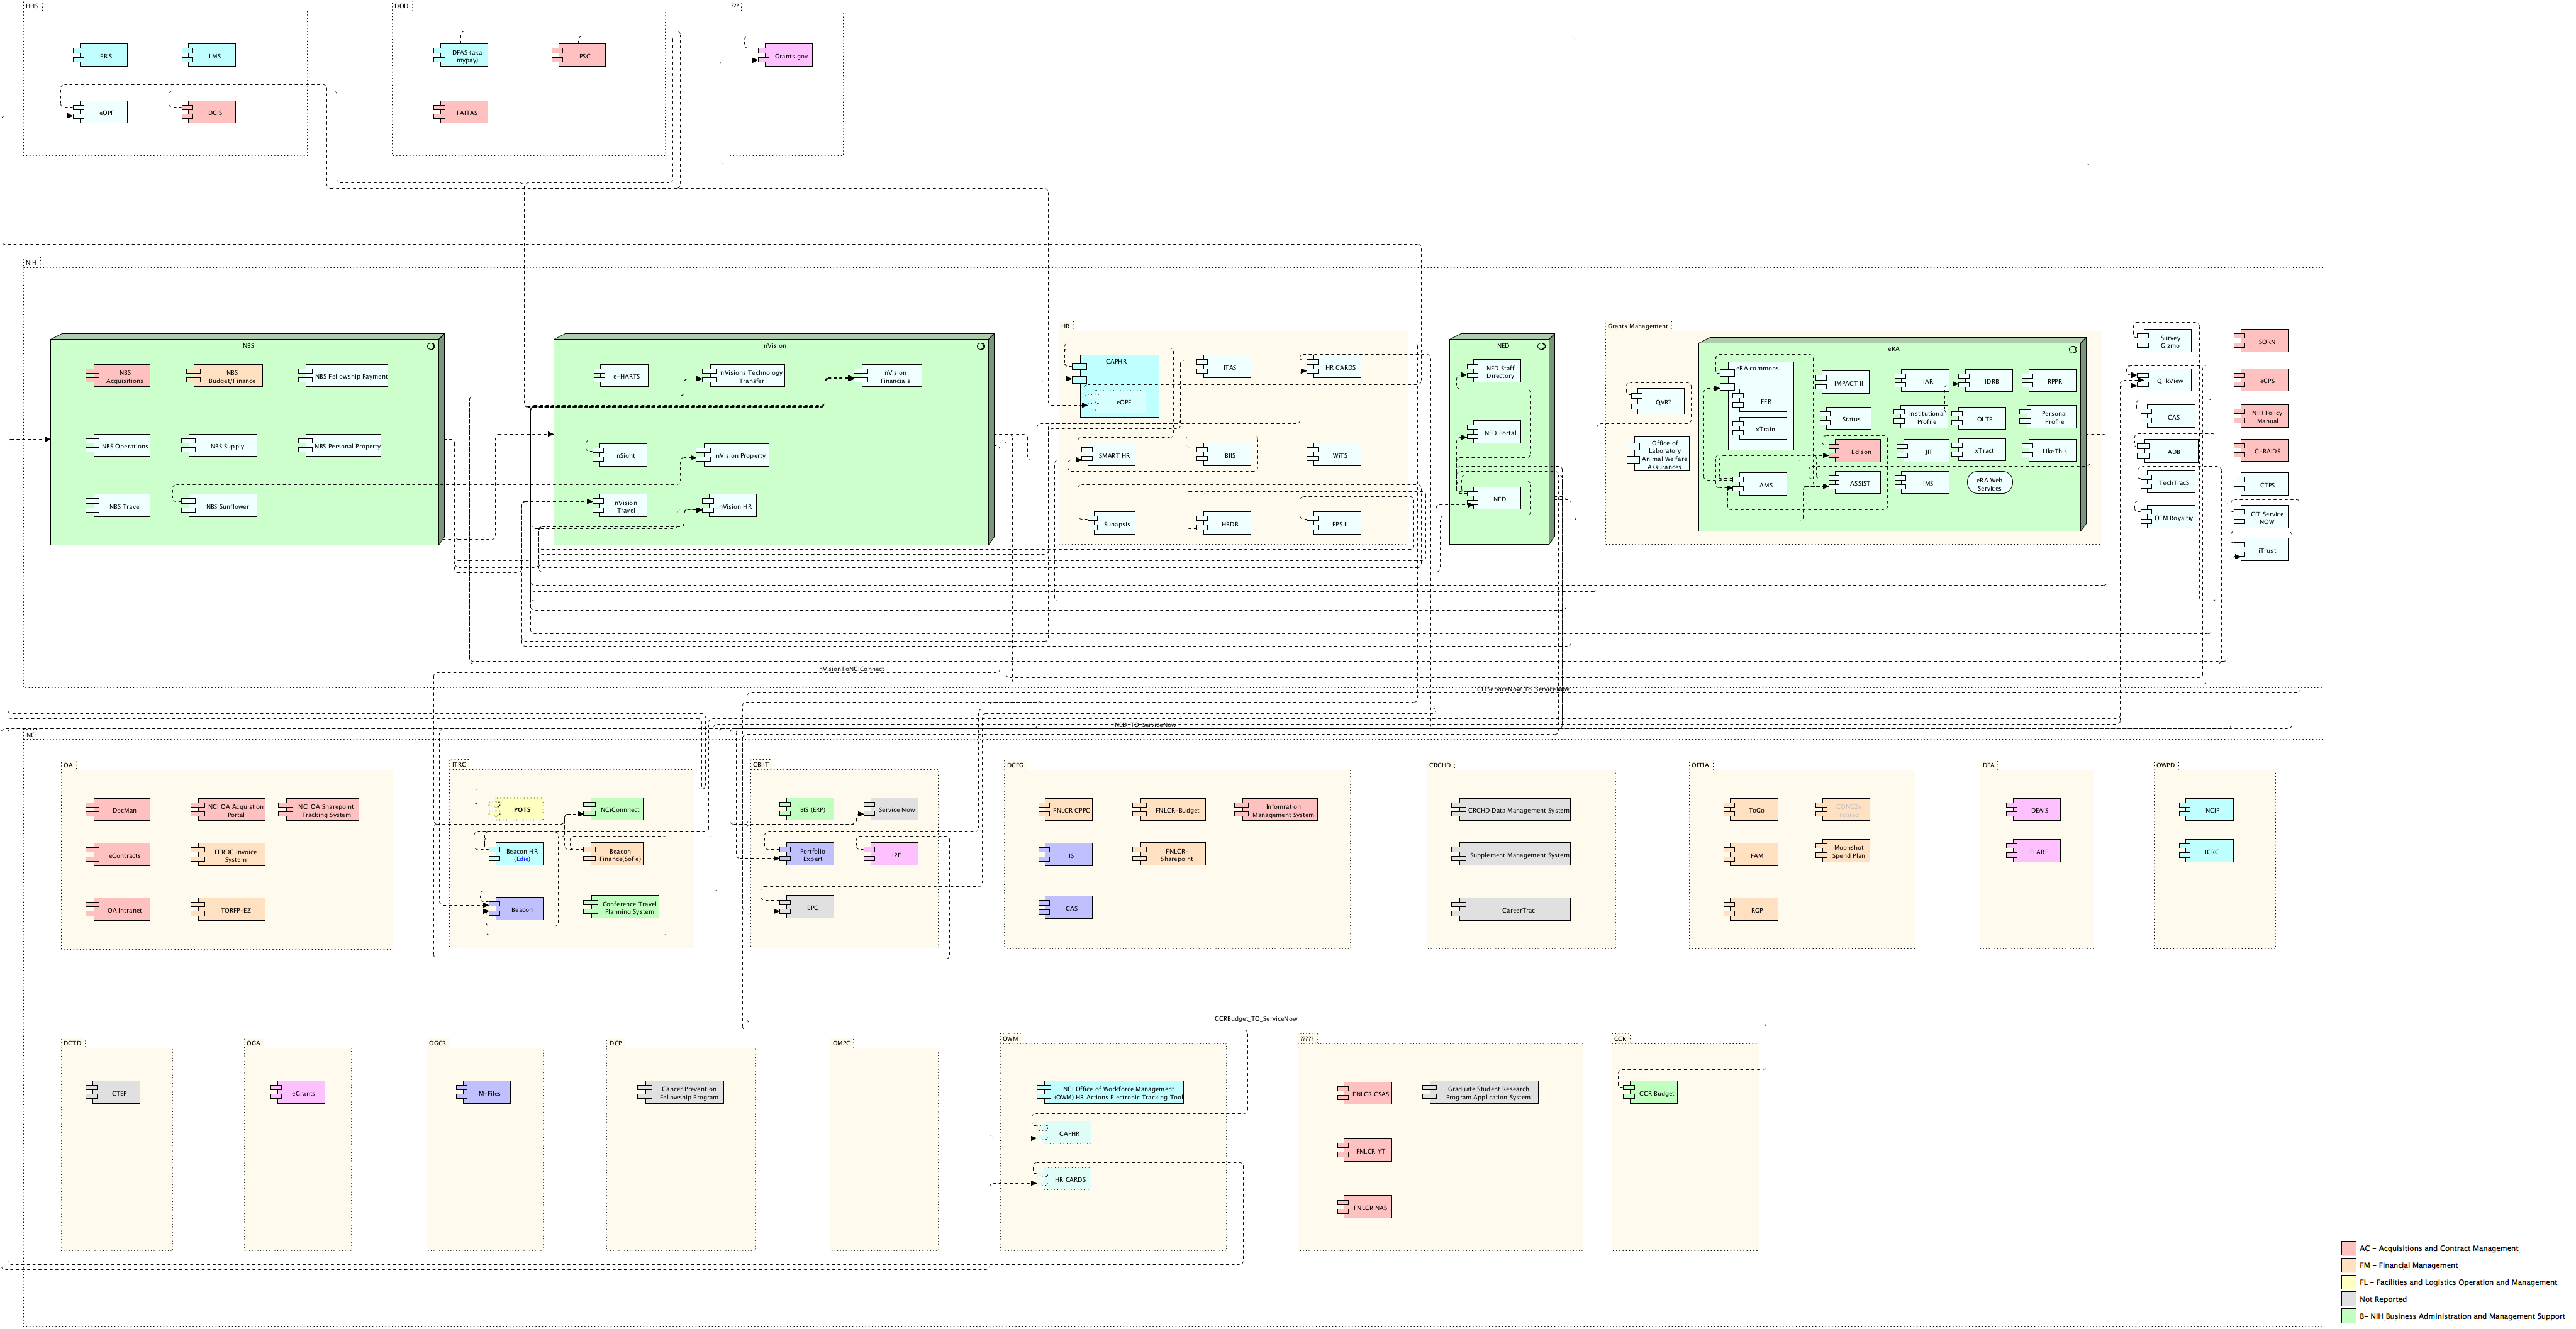 HHS
DOD
???
EBIS
LMS
DFAS (aka
mypay)
PSC
Grants.gov
eOPF
DCIS
FAITAS
NIH
NBS
nVision
HR
NED
Grants Management
eRA
NBS
Acquisitions
NBS
Budget/Finance
NBS Fellowship Payment
NBS Operations
NBS Supply
NBS Personal Property
NBS Travel
NBS Sunflower
e-HARTS
nVisions Technology
Transfer
nVision
Financials
nSight
nVision Property
nVision
Travel
nVision HR
CAPHR
eOPF
ITAS
HR CARDS
SMART HR
BIIS
WiTS
Sunapsis
HRDB
FPS II
NED Staff
Directory
NED Portal
NED
QVR?
Office of
Laboratory
Animal Welfare
Assurances
eRA commons
FFR
xTrain
AMS
IMPACT II
Status
iEdison
ASSIST
IAR
Institutional
Profile
JIT
IMS
IDRB
OLTP
xTract
eRA Web
Services
RPPR
Personal
Profile
LikeThis
Survey
Gizmo
QlikView
CAS
ADB
TechTracS
OFM Royaltiy
SORN
eCPS
NIH Policy
Manual
C-RAIDS
CTPS
CIT Service
NOW
iTrust
nVisionToNCIConnect
CITServiceNow_To_ServiceNow
NED_TO_ServiceNow
NCI
OA
DocMan
NCI OA Acquistion
Portal
NCI OA Sharepoint
Tracking System
eContracts
FFRDC Invoice
System
OA Intranet
TORFP-EZ
ITRC
POTS
NCiConnnect
Beacon HR
(Edie)
Beacon
Finance(Sofie)
Beacon
Conference Travel
Planning System
CBIIT
BIS (ERP)
Service Now
Portfolio
Expert
I2E
EPC
DCEG
FNLCR CPPC
FNLCR-Budget
Infomration
Management System
IS
FNLCR-
Sharepoint
CAS
CRCHD
CRCHD Data Management System
Supplement Management System
CareerTrac
OEFIA
ToGo
FAM
Moonshot
Spend Plan
RGP
DEA
DEAIS
FLARE
OWPD
NCIP
ICRC
CCRBudget_TO_ServiceNow
DCTD
CTEP
OGA
eGrants
OGCR
M-Files
DCP
Cancer Prevention
Fellowship Program
OMPC
OWM
NCI Office of Workforce Management
(OWM) HR Actions Electronic Tracking Tool
CAPHR
HR CARDS
?????
FNLCR CSAS
Graduate Student Research
Program Application System
FNLCR YT
FNLCR NAS
CCR
CCR Budget
AC - Acquisitions and Contract Management
FM - Financial Management
FL - Facilities and Logistics Operation and Management
Not Reported
B- NIH Business Administration and Management Support